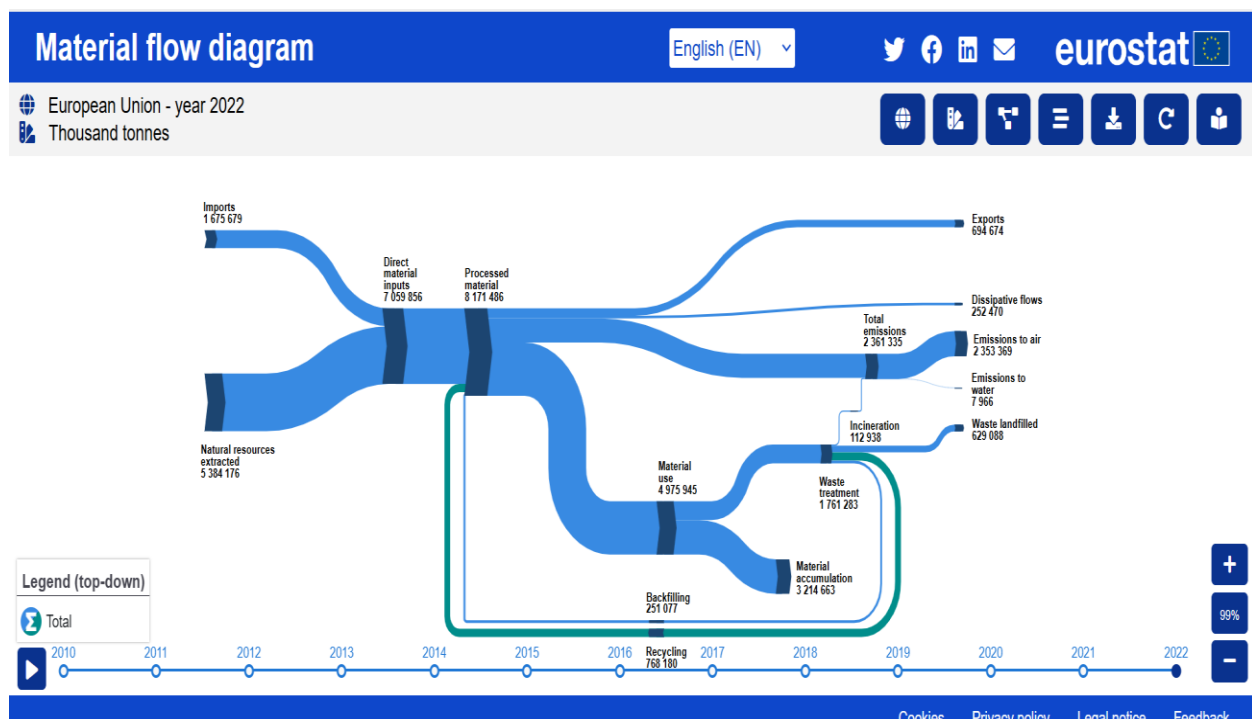 Material flow diagram
English (EN)
eurostat
European Union - year 2022
Thousand tonnes
Imports
1 675 679
Exports
694 674
Direct
material
inputs
7 059 856
Processed
material
8 171 486
Dissipative flows
252 470
Total
emissions
2 361 335
Emissions to air
2 353 369
Emissions to
water
7 966
Incineration
112 938
Waste landfilled
629 088
Natural resources
extracted
5 384 176
Material
use
4 975 945
Waste
treatment
1 761 283
Material
accumulation
3 214 663
Backfilling
251 077
Legend (top-down)
Total
+
99%
−
2010 2011 2012 2013 2014 2015 2016 Recycling 2017 2018 2019 2020 2021 2022
768 180
Cookies Privacy policy Legal notice Feedback